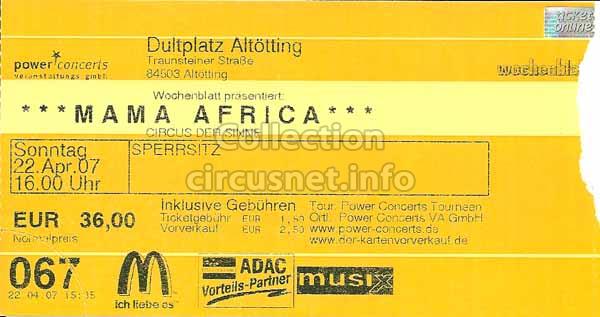 ticket online
Dultplatz Altötting
Traunsteiner Straße
84503 Altötting
power concerts
veranstaltungs gmbh
Wochenblatt präsentiert:
***MAMA AFRICA***
CIRCUS DER SINNE
Collection
circusnet.info
Sonntag
22.Apr.07
16.00 Uhr
SPERRSITZ
EUR 36,00
Normalpreis
Inklusive Gebühren
Ticketgebühr EUR 1,50
Vorverkauf EUR 2,50
Tour: Power Concerts Tourneen
Örtl. Power Concerts VA GmbH
www.power-concerts.de
www.der-kartenvorverkauf.de
067
22.04.07 15:35
ich liebe es
ADAC
Vorteils-Partner
musix